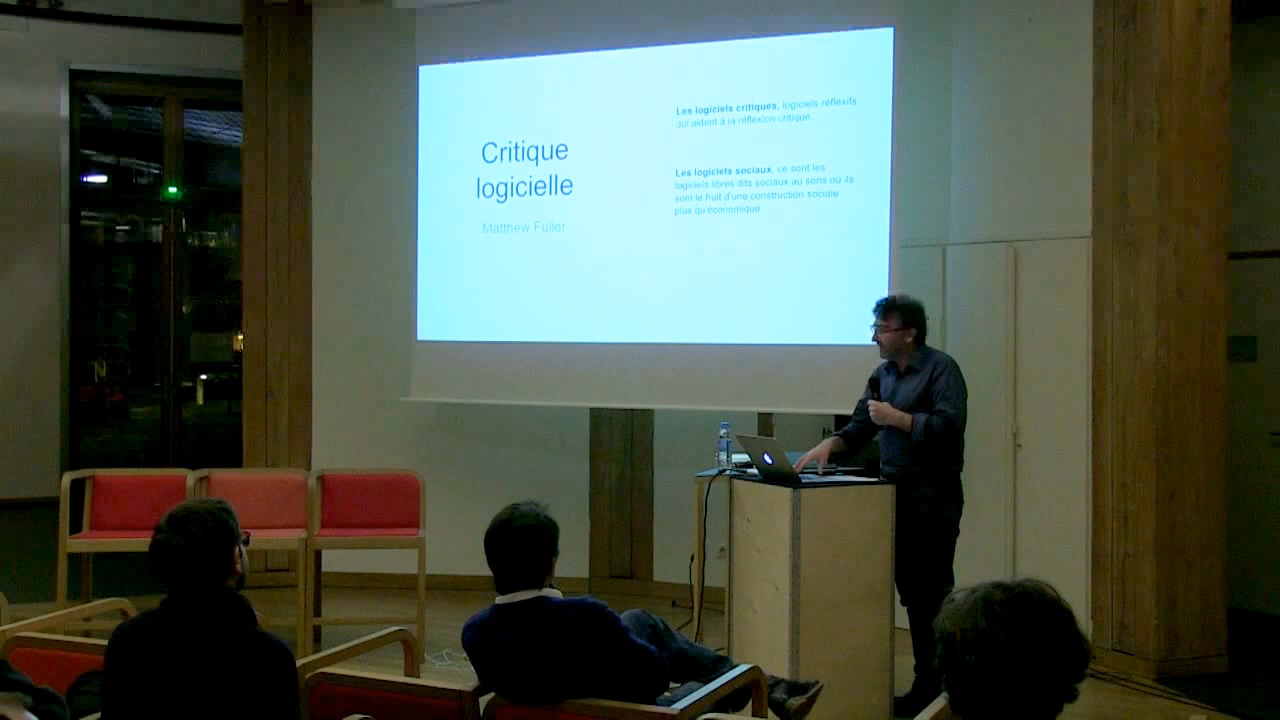 Critique
logicielle
Matthew Fuller
Les logiciels critiques, logiciels réflexifs
qui aident à la réflexion critique.
Les logiciels sociaux, ce sont les
logiciels libres dits sociaux au sens où ils
sont le fruit d'une construction sociale
plus qu'économique.